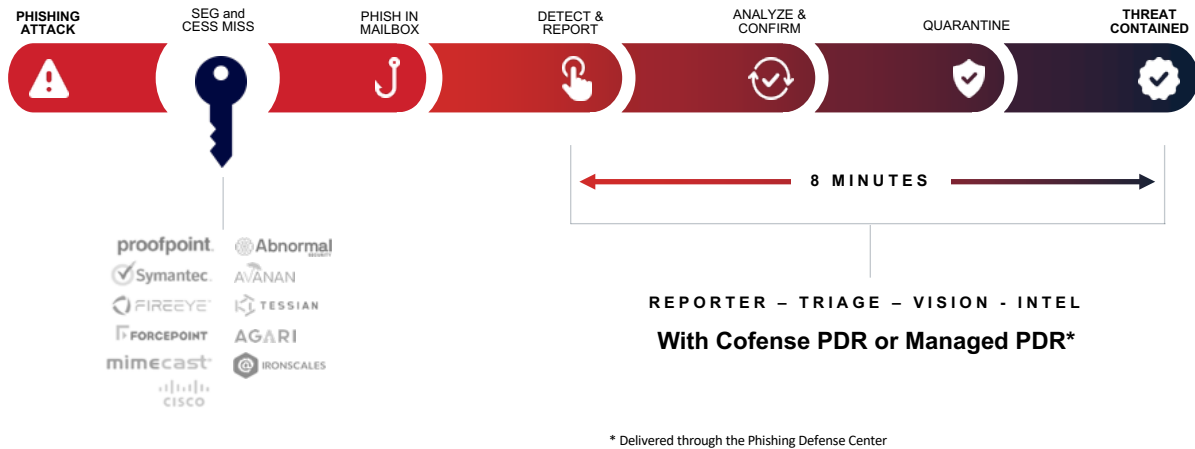 PHISHING
ATTACK
SEG and
CESS MISS
PHISH IN
MAILBOX
DETECT &
REPORT
ANALYZE &
CONFIRM
QUARANTINE
THREAT
CONTAINED
8 MINUTES
proofpoint.
Abnormal
SECURITY
Symantec.
AVANAN
FIREEYE
TESSIAN
FORCEPOINT
AGARI
mimecast
IRONSCALES
CISCO
REPORTER – TRIAGE – VISION - INTEL
With Cofense PDR or Managed PDR*
* Delivered through the Phishing Defense Center